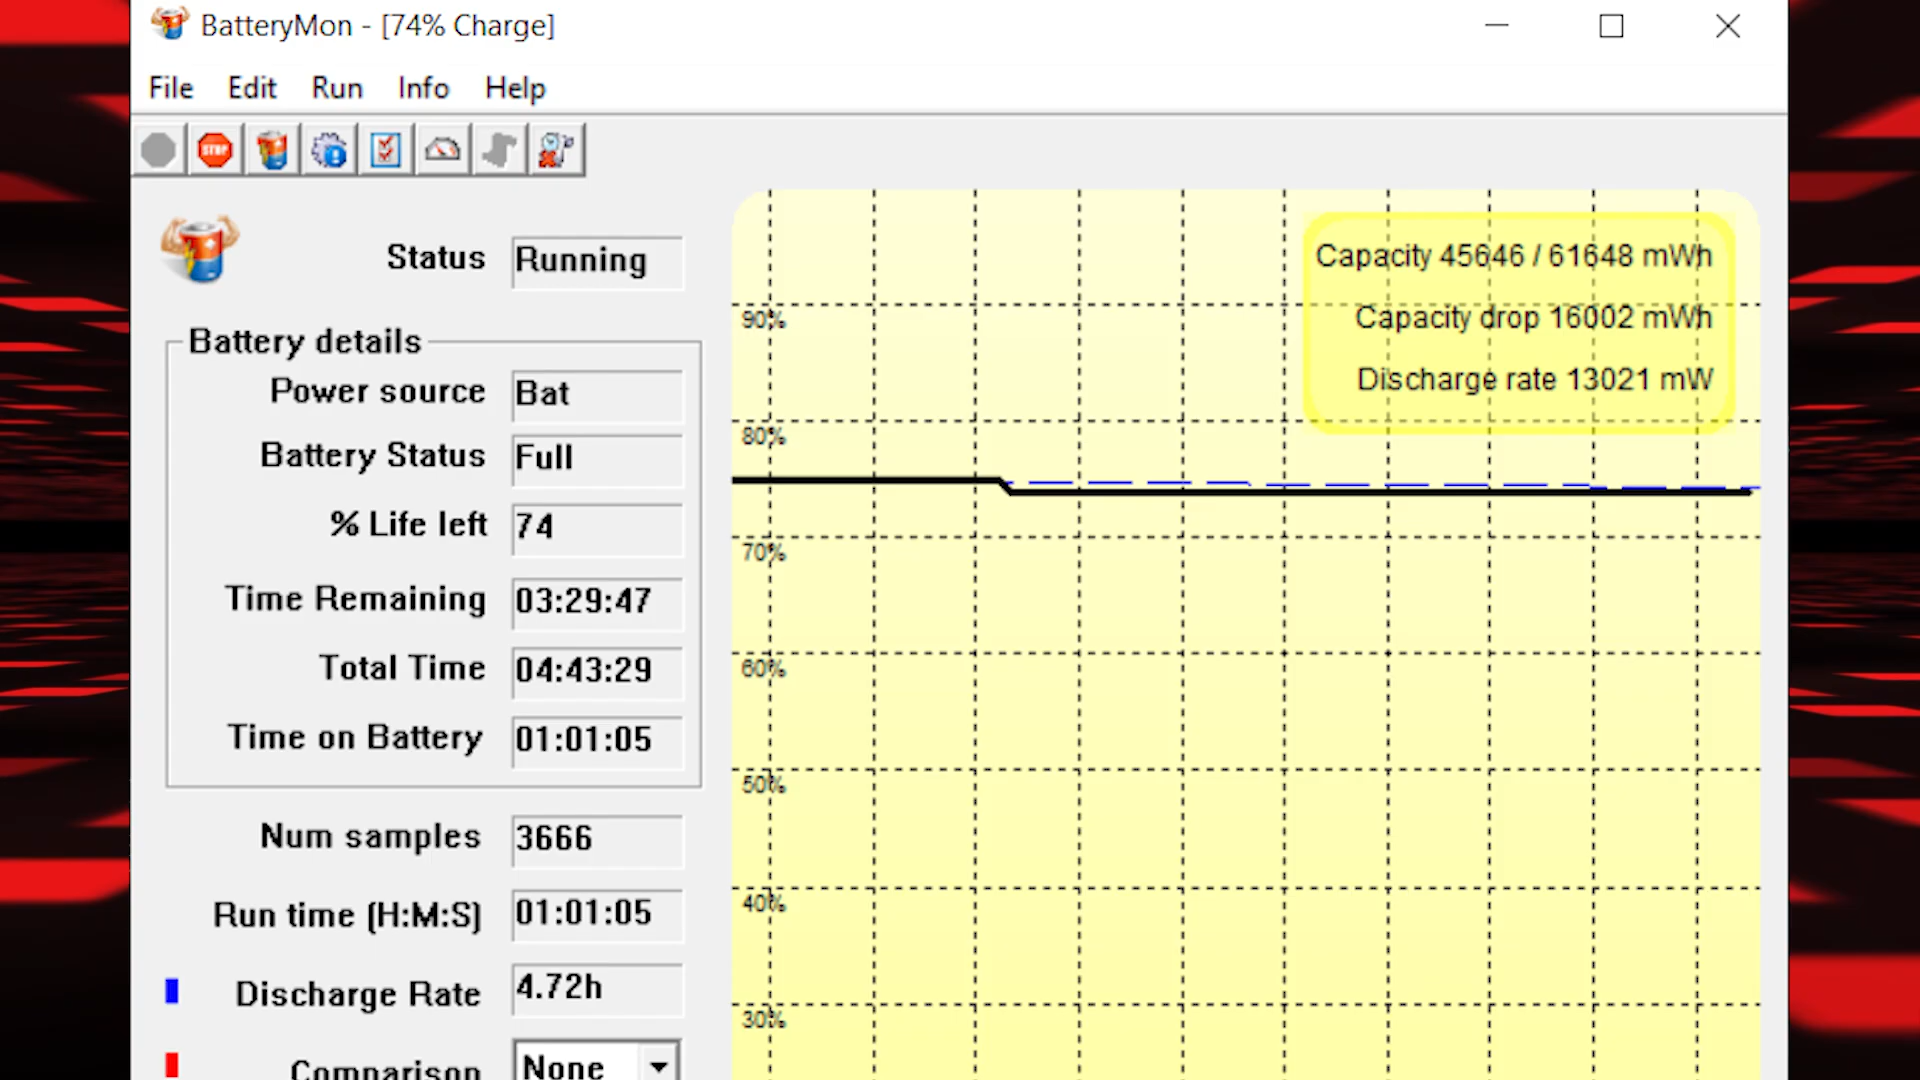 BatteryMon - [74% Charge]
File Edit Run Info Help
STOP
Status Running
Battery details
Power source Bat
Battery Status Full
% Life left 74
Time Remaining 03:29:47
Total Time 04:43:29
Time on Battery 01:01:05
Num samples 3666
Run time (H:M:S) 01:01:05
Discharge Rate 4.72h
Comparison None
Capacity 45646 / 61648 mWh
Capacity drop 16002 mWh
Discharge rate 13021 mW
90%
80%
70%
60%
50%
40%
30%